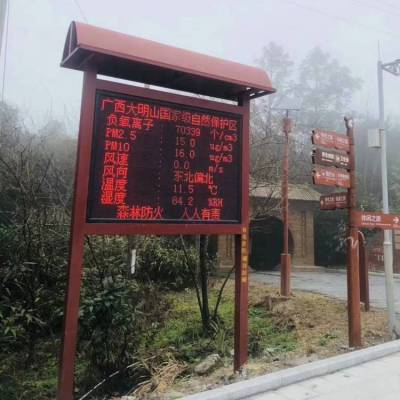 广西大明山国家级自然保护区
负氧离子 : 70339 个/cm3
PM2.5 : 15.0 ug/m3
PM10 : 16.0 ug/m3
风速 : 0.0 m/s
风向 : 东北偏北
温度 : 11.5 ℃
湿度 : 64.2 %RH
森林防火 人人有责